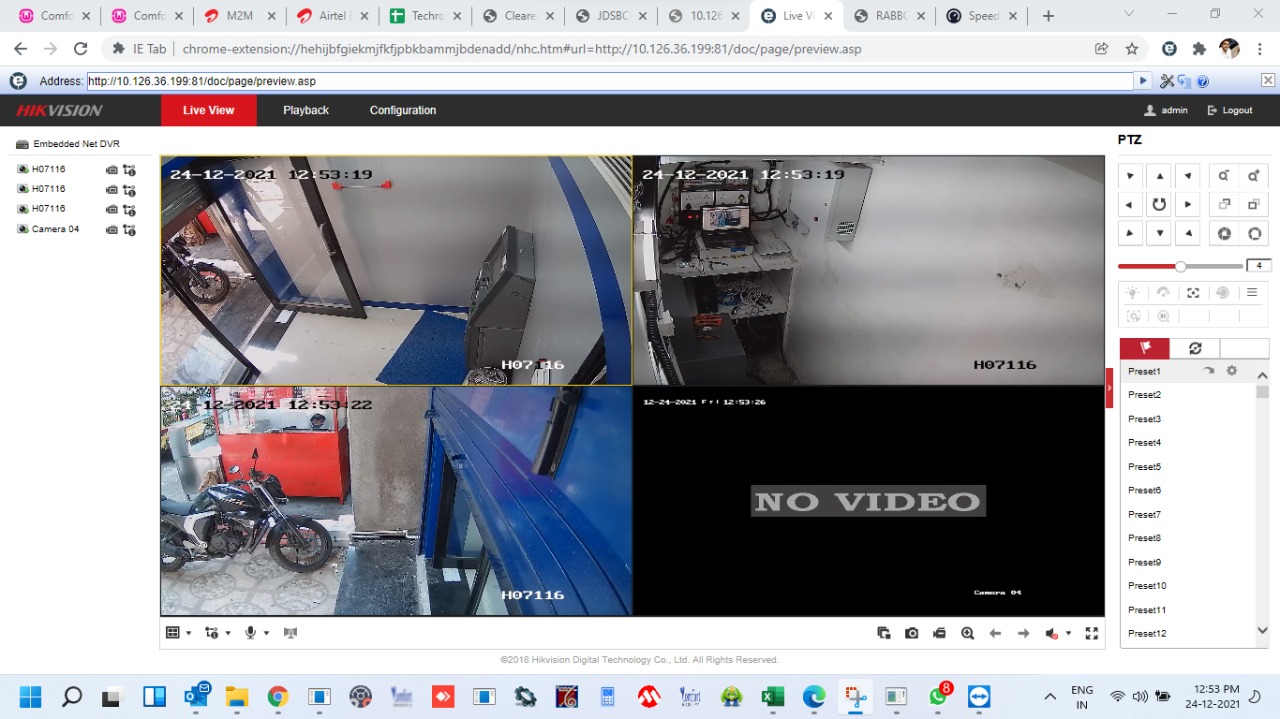 Comfo
Comfo
M2M
Airtel
Techro
Cleare
JDSBC
10.126
Live V
RABBC
Speed
IE Tab
chrome-extension://hehijbfgiekmjfkfjpbkbammjbdenadd/nhc.htm#url=http://10.126.36.199:81/doc/page/preview.asp
Address: http://10.126.36.199:81/doc/page/preview.asp
HIKVISION
Live View
Playback
Configuration
admin
Logout
Embedded Net DVR
H07116
H07116
H07116
Camera 04
24-12-2021 12:53:19
H07116
24-12-2021 12:53:19
H07116
24-12-2021 12:53:22
H07116
12-24-2021 Fri 12:53:26
NO VIDEO
Camera 04
PTZ
4
Preset1
Preset2
Preset3
Preset4
Preset5
Preset6
Preset7
Preset8
Preset9
Preset10
Preset11
Preset12
©2018 Hikvision Digital Technology Co., Ltd. All Rights Reserved.
8
ENG
IN
12:53 PM
24-12-2021